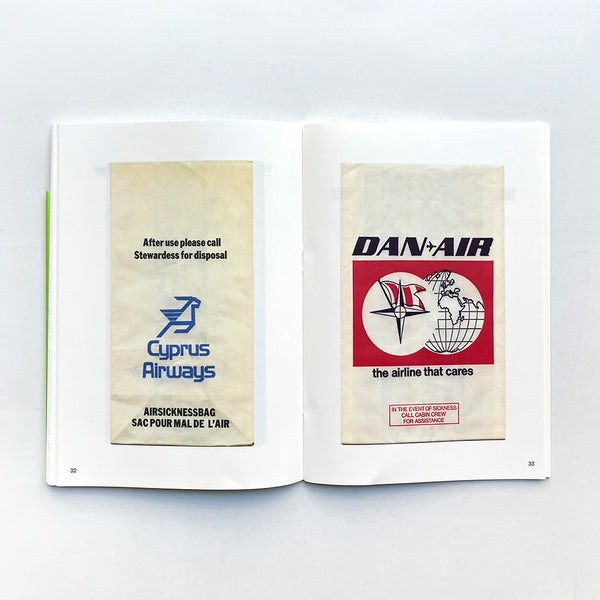 After use please call
Stewardess for disposal
Cyprus
Airways
AIRSICKNESSBAG
SAC POUR MAL DE L'AIR
32
DAN-AIR
the airline that cares
IN THE EVENT OF SICKNESS
CALL CABIN CREW
FOR ASSISTANCE
33